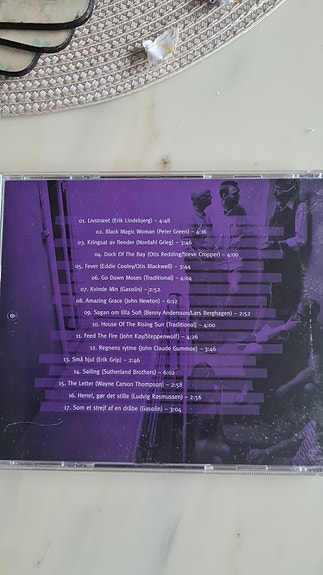 01. Livstræet (Erik Lindebjerg) – 4:48
02. Black Magic Woman (Peter Green) – 4:16
03. Kringsat av fiender (Nordahl Grieg) – 3:46
04. Dock Of The Bay (Otis Redding/Steve Cropper) – 4:00
05. Fever (Eddie Cooley/Otis Blackwell) – 3:44
06. Go Down Moses (Traditional) – 4:04
07. Kvinde Min (Gasolin) – 2:52
08. Amazing Grace (John Newton) – 6:12
09. Sagan om lilla Sofi (Benny Andersson/Lars Berghagen) – 2:52
10. House Of The Rising Sun (Traditional) – 4:00
11. Feed The Fire (John Kay/Steppenwolf) – 4:26
12. Regnens rytme (John Claude Gummoe) – 3:46
13. Små hjul (Erik Grip) – 2:46
14. Sailing (Sutherland Brothers) – 6:02
15. The Letter (Wayne Carson Thompson) – 2:58
16. Herrel, gør det stille (Ludvig Rasmussen) – 2:56
17. Som et strejf af en dråbe (Gasolin) – 3:04